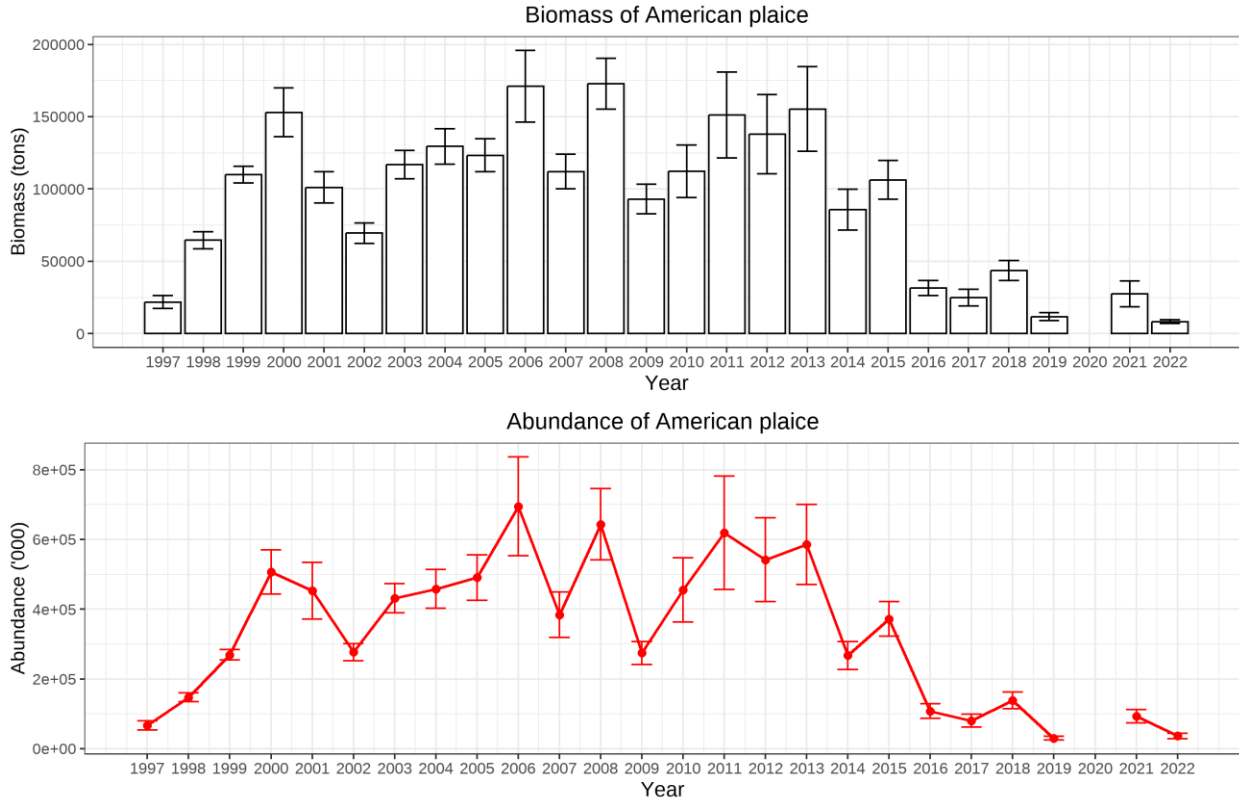 Biomass of American plaice
200000
150000
100000
50000
0
Biomass (tons)
1997 1998 1999 2000 2001 2002 2003 2004 2005 2006 2007 2008 2009 2010 2011 2012 2013 2014 2015 2016 2017 2018 2019 2020 2021 2022
Year
Abundance of American plaice
8e+05
6e+05
4e+05
2e+05
0e+00
Abundance ('000)
1997 1998 1999 2000 2001 2002 2003 2004 2005 2006 2007 2008 2009 2010 2011 2012 2013 2014 2015 2016 2017 2018 2019 2020 2021 2022
Year